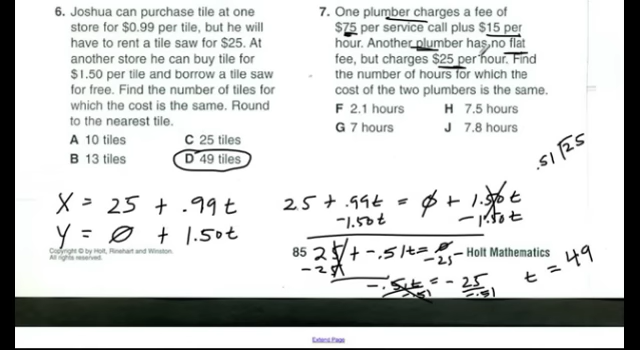 6. Joshua can purchase tile at one
store for $0.99 per tile, but he will
have to rent a tile saw for $25. At
another store he can buy tile for
$1.50 per tile and borrow a tile saw
for free. Find the number of tiles for
which the cost is the same. Round
to the nearest tile.
A 10 tiles C 25 tiles
B 13 tiles D 49 tiles
7. One plumber charges a fee of
$75 per service call plus $15 per
hour. Another plumber has no flat
fee, but charges $25 per hour. Find
the number of hours for which the
cost of the two plumbers is the same.
F 2.1 hours H 7.5 hours
G 7 hours J 7.8 hours
.51⟌25
X = 25 + .99t
Y = Ø + 1.50t
25 + .99t = Ø + 1.50t
-1.50t -1.50t
25 + -.51t = Ø
-25 -25
-.51t = -25
-.51 -.51
t = 49
Copyright © by Holt, Rinehart and Winston.
All rights reserved.
85
Holt Mathematics
Extend Page